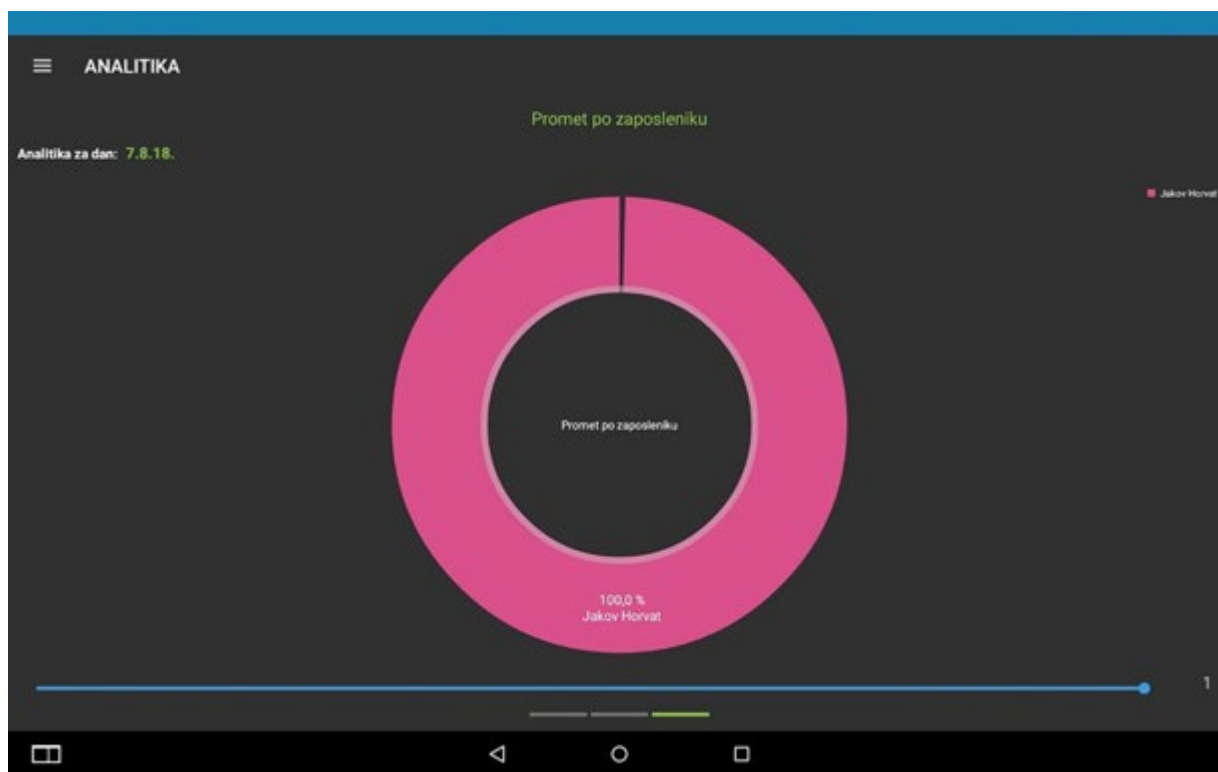 ANALITIKA
Promet po zaposleniku
Analitika za dan: 7.8.18.
Jakov Horvat
Promet po zaposleniku
100,0 %
Jakov Horvat
1